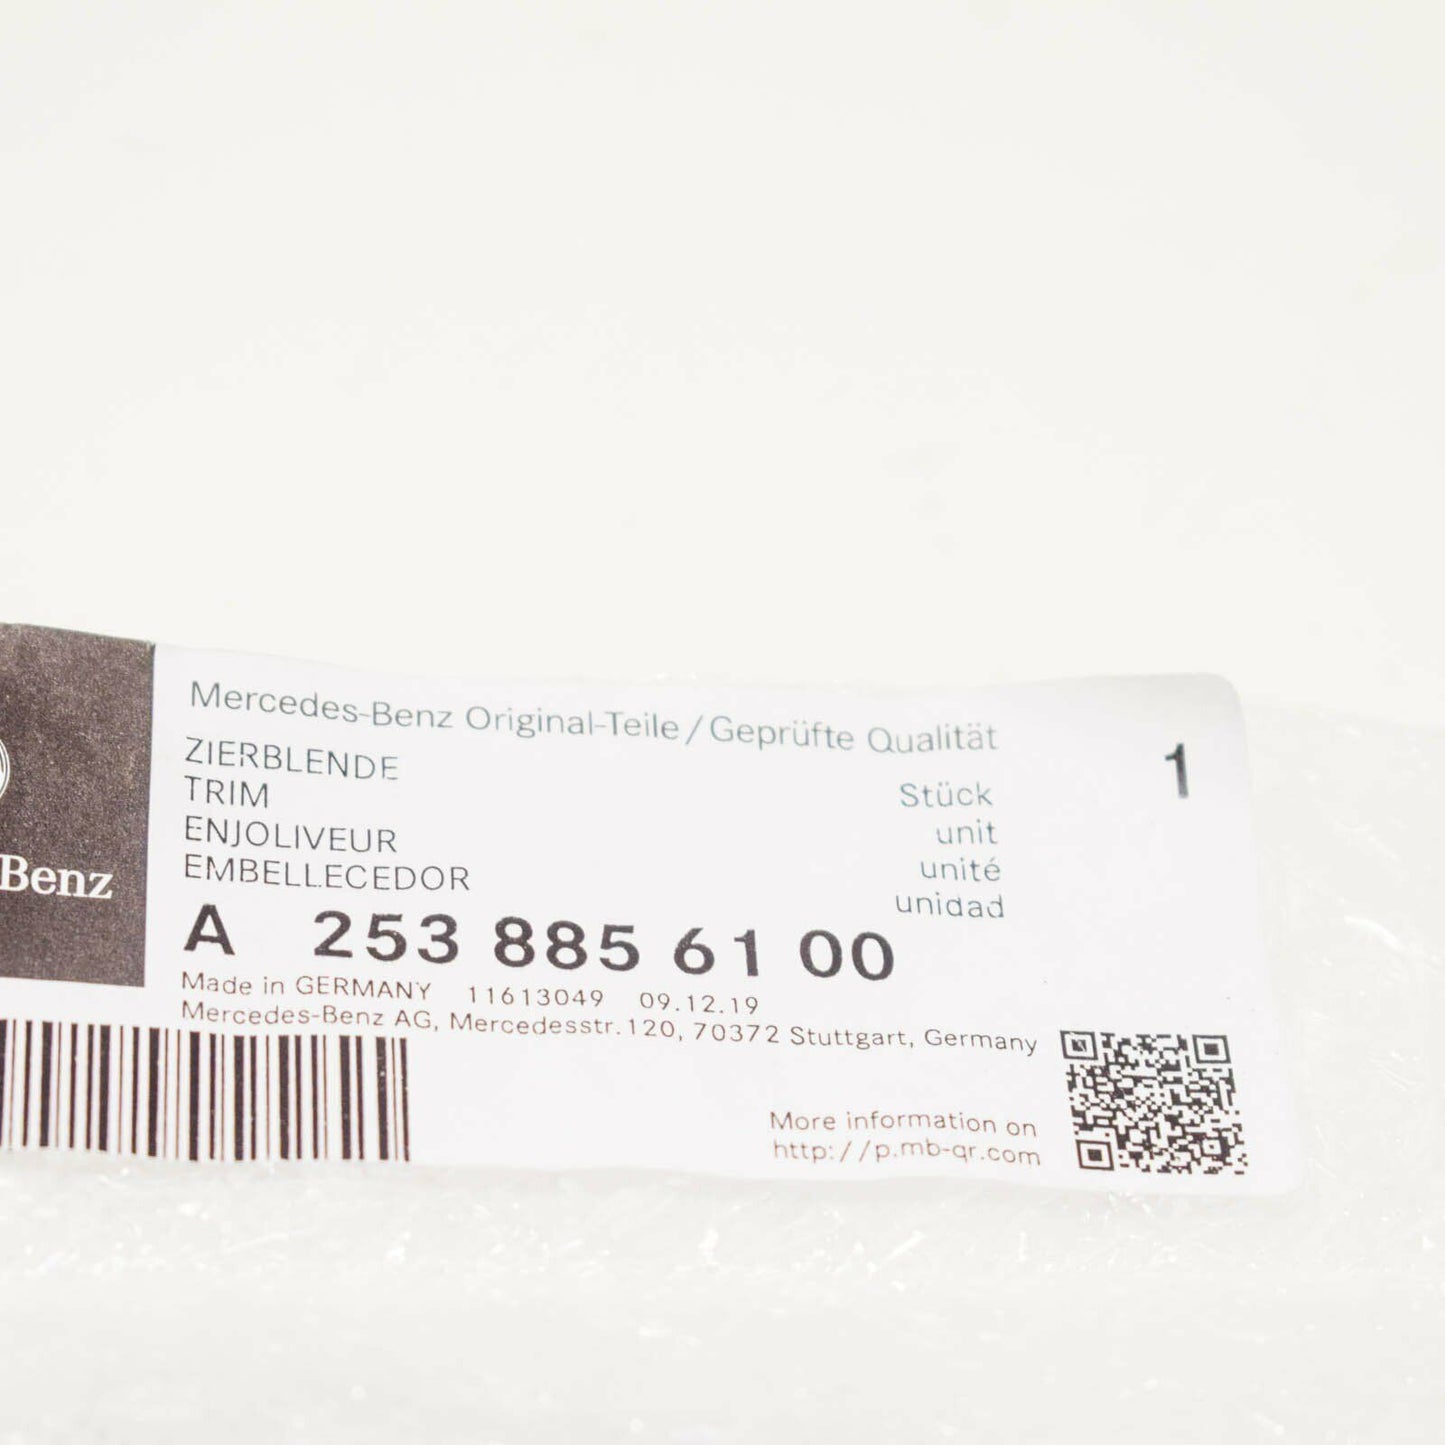 Benz
Mercedes-Benz Original-Teile/Geprüfte Qualität
ZIERBLENDE
TRIM
ENJOLIVEUR
EMBELLECEDOR
Stück
unit
unité
unidad
1
A 253 885 61 00
Made in GERMANY 11613049 09.12.19
Mercedes-Benz AG, Mercedesstr.120, 70372 Stuttgart, Germany
More information on
http://p.mb-qr.com